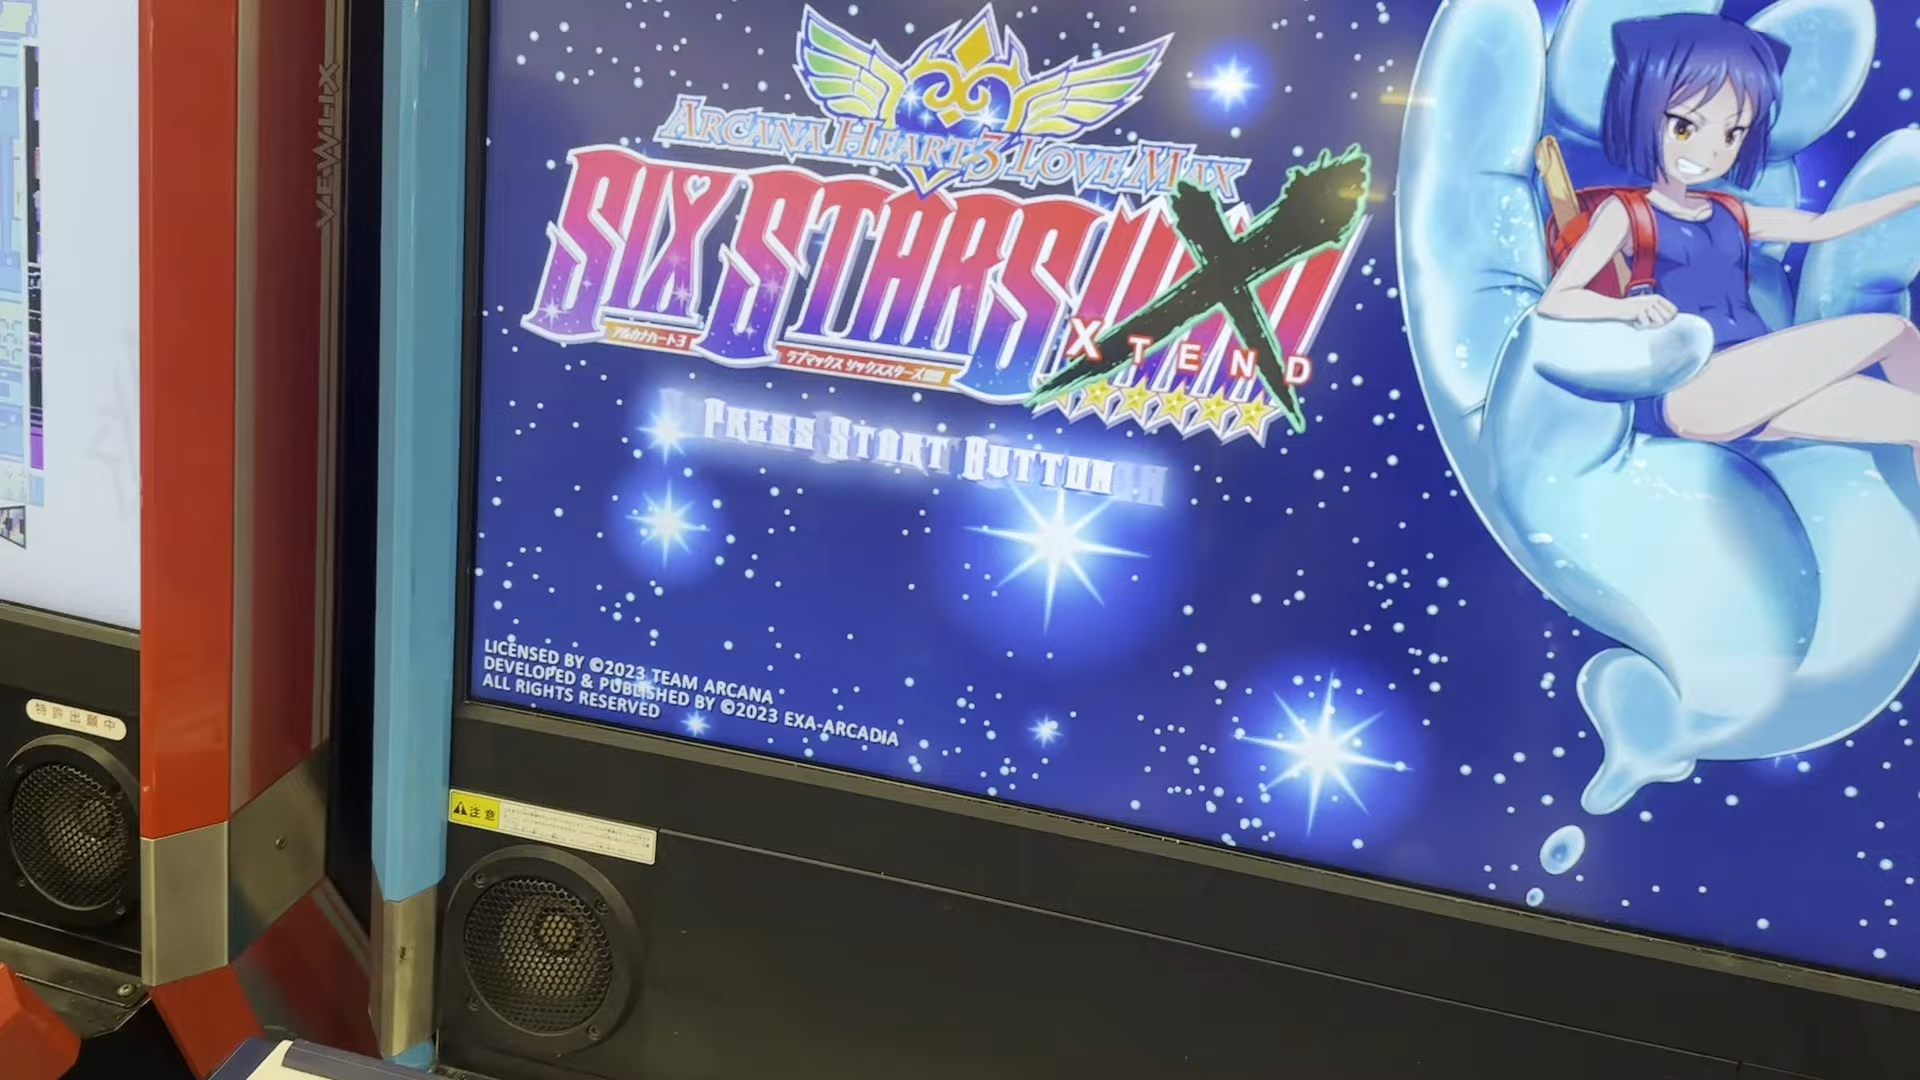 VEWLIX
ARCANA HEART 3 LOVE MAX
SIX STARS!!!!!!
XTEND
アルカナハート3
ラブマックス シックススターズ!!!!!!
PRESS START BUTTON
LICENSED BY ©2023 TEAM ARCANA
DEVELOPED & PUBLISHED BY ©2023 EXA-ARCADIA
ALL RIGHTS RESERVED
特許出願中
注意